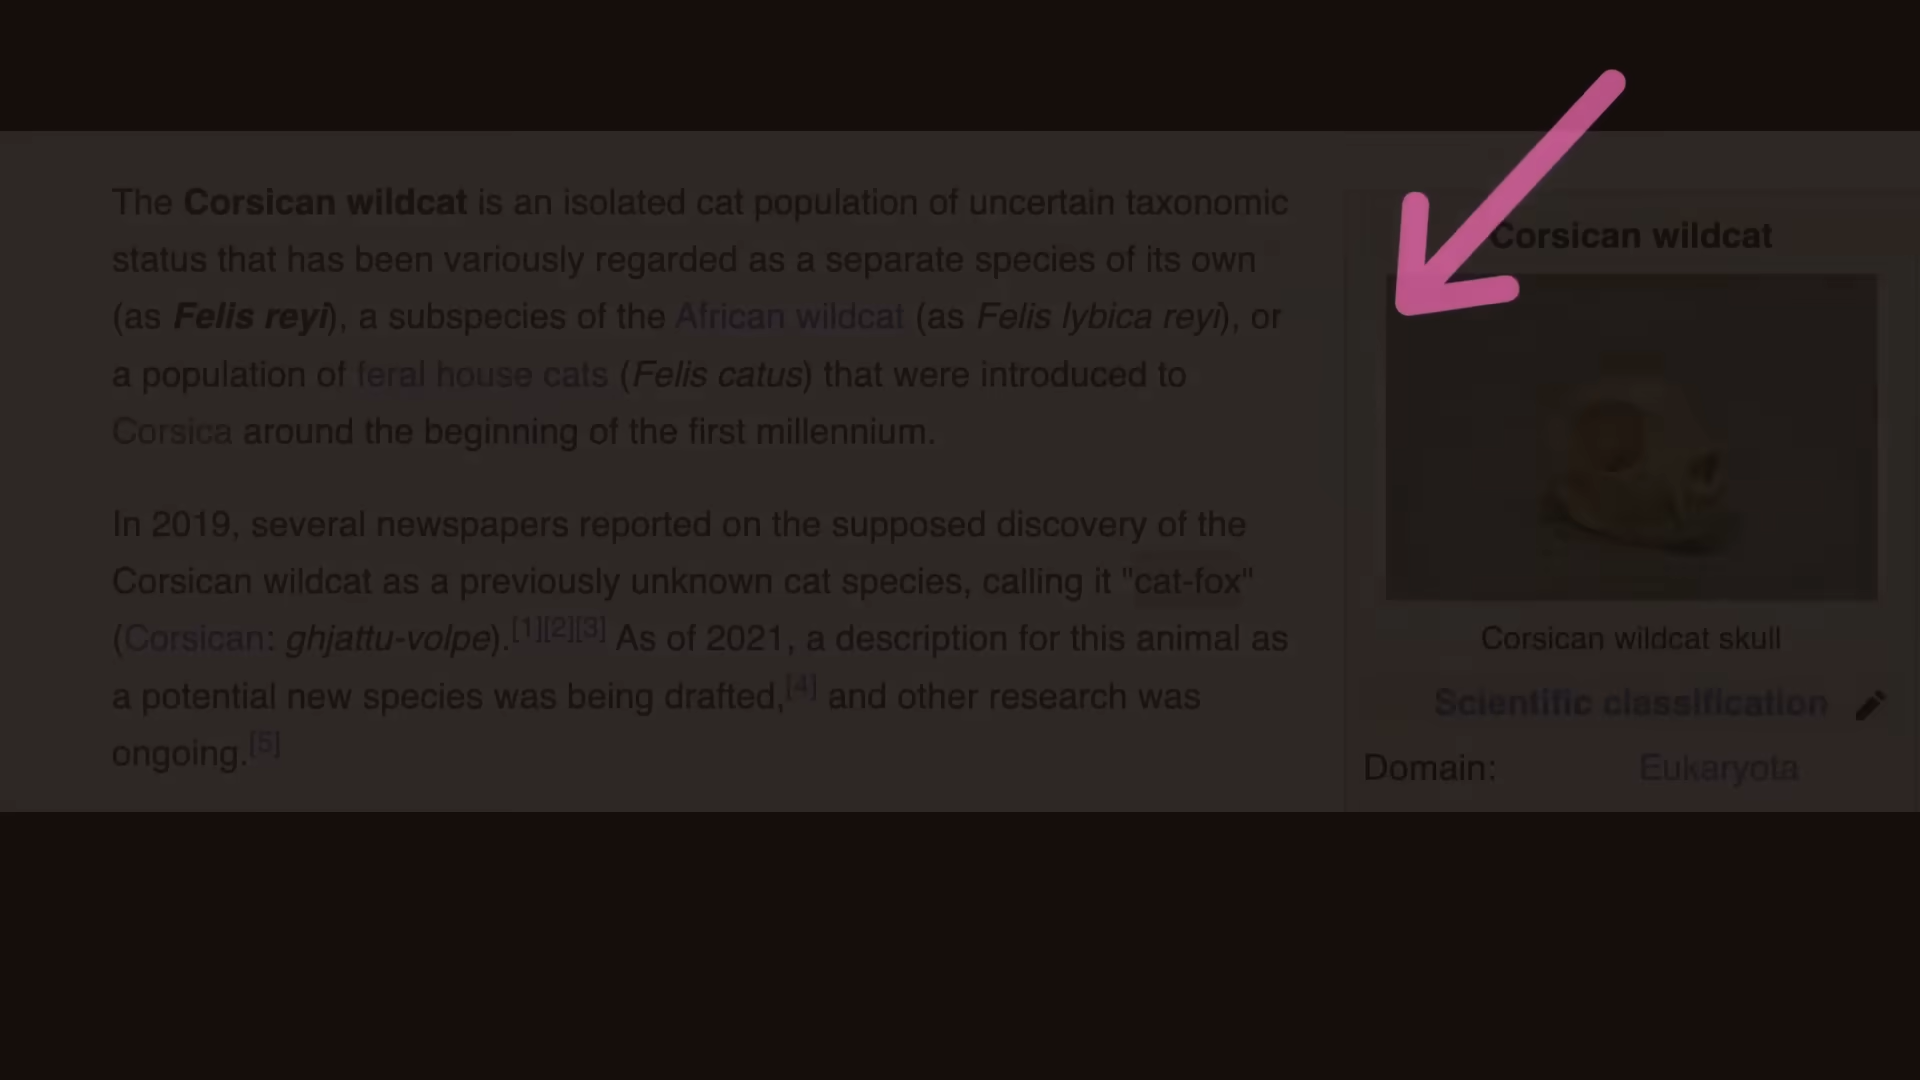 The Corsican wildcat is an isolated cat population of uncertain taxonomic
status that has been variously regarded as a separate species of its own
(as Felis reyi), a subspecies of the African wildcat (as Felis lybica reyi), or
a population of feral house cats (Felis catus) that were introduced to
Corsica around the beginning of the first millennium.
In 2019, several newspapers reported on the supposed discovery of the
Corsican wildcat as a previously unknown cat species, calling it "cat-fox"
(Corsican: ghjattu-volpe).[1][2][3] As of 2021, a description for this animal as
a potential new species was being drafted,[4] and other research was
ongoing.[5]
Corsican wildcat
Corsican wildcat skull
Scientific classification
Domain: Eukaryota